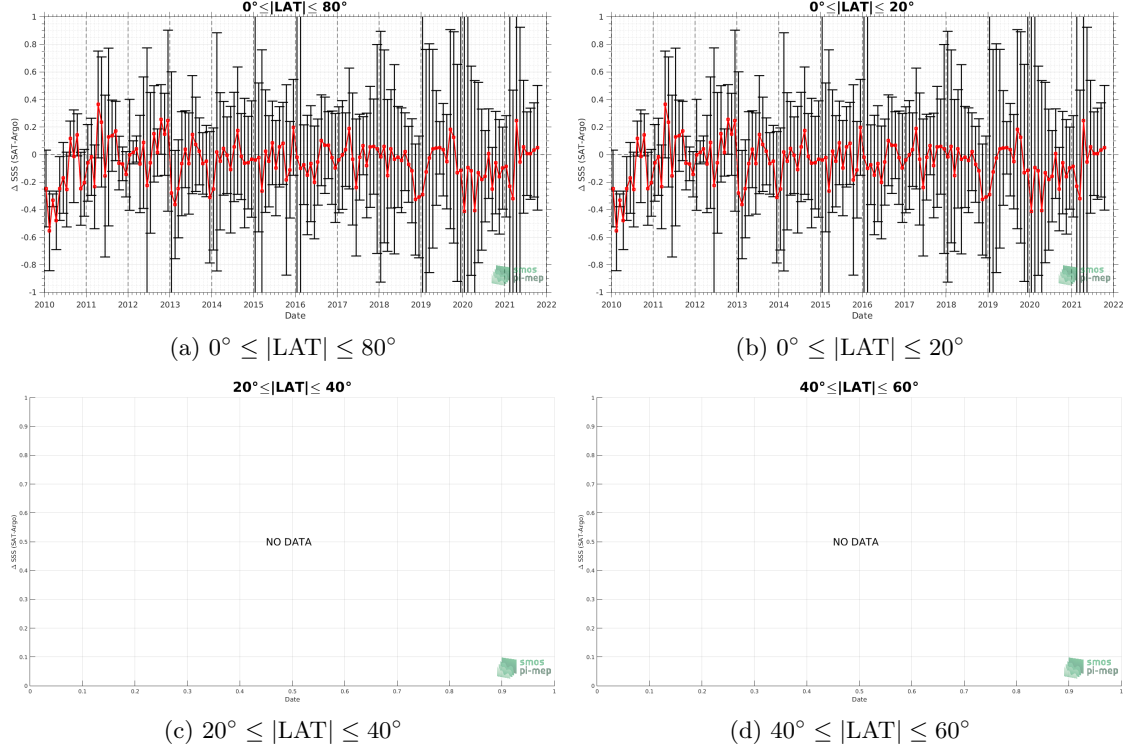 0°≤|LAT|≤ 80°
Δ SSS (SAT-Argo)
1
0.8
0.6
0.4
0.2
0
-0.2
-0.4
-0.6
-0.8
-1
2010 2011 2012 2013 2014 2015 2016 2017 2018 2019 2020 2021 2022
Date
smos
pi-mep
(a) 0° ≤ |LAT| ≤ 80°
0°≤|LAT|≤ 20°
Δ SSS (SAT-Argo)
1
0.8
0.6
0.4
0.2
0
-0.2
-0.4
-0.6
-0.8
-1
2010 2011 2012 2013 2014 2015 2016 2017 2018 2019 2020 2021 2022
Date
smos
pi-mep
(b) 0° ≤ |LAT| ≤ 20°
20°≤|LAT|≤ 40°
Δ SSS (SAT-Argo)
1
0.9
0.8
0.7
0.6
0.5
0.4
0.3
0.2
0.1
0
NO DATA
0 0.1 0.2 0.3 0.4 0.5 0.6 0.7 0.8 0.9 1
Date
smos
pi-mep
(c) 20° ≤ |LAT| ≤ 40°
40°≤|LAT|≤ 60°
Δ SSS (SAT-Argo)
1
0.9
0.8
0.7
0.6
0.5
0.4
0.3
0.2
0.1
0
NO DATA
0 0.1 0.2 0.3 0.4 0.5 0.6 0.7 0.8 0.9 1
Date
smos
pi-mep
(d) 40° ≤ |LAT| ≤ 60°